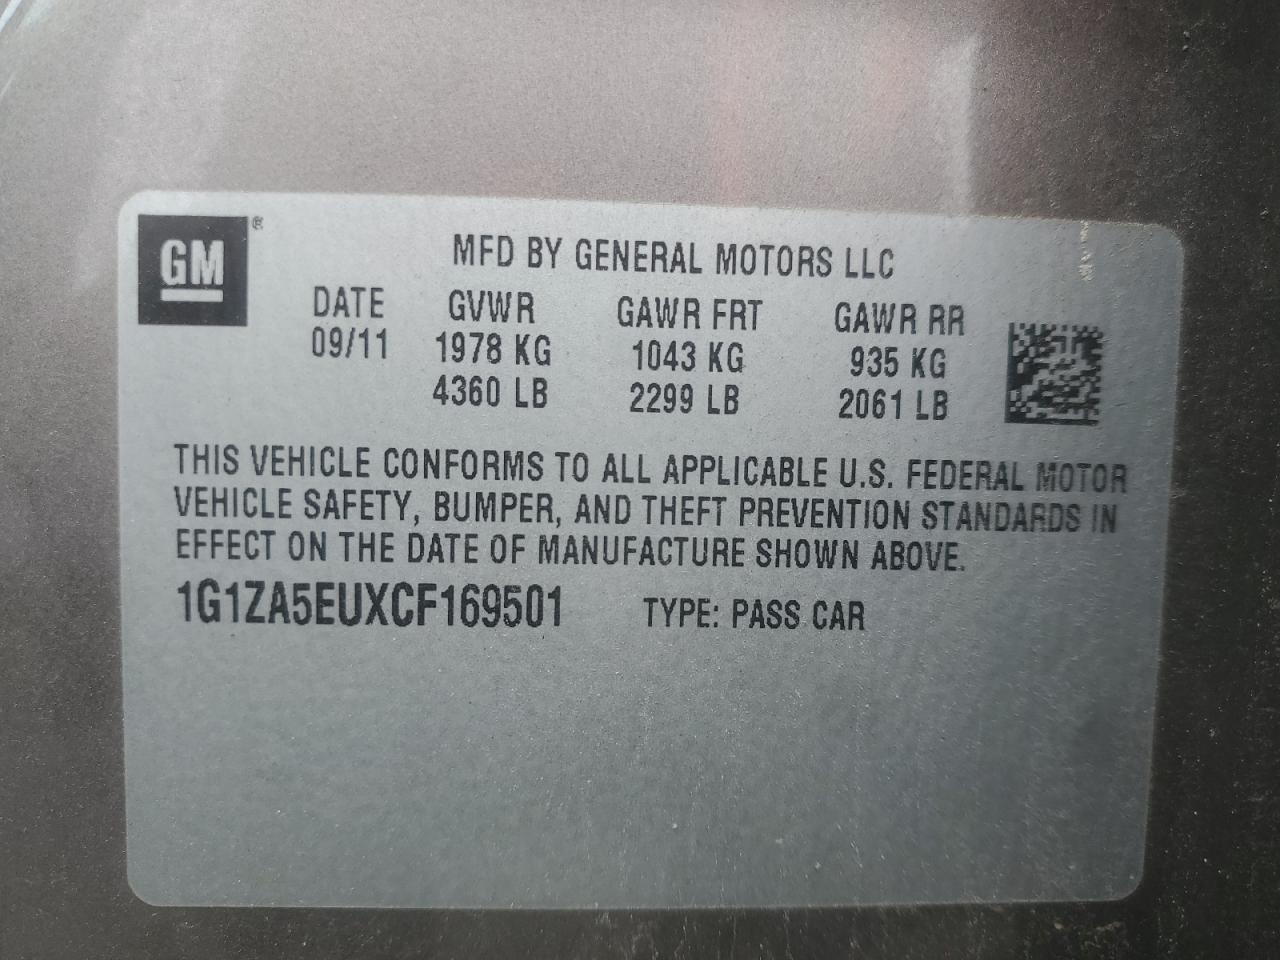 GM®
MFD BY GENERAL MOTORS LLC
DATE GVWR GAWR FRT GAWR RR
09/11 1978 KG 1043 KG 935 KG
4360 LB 2299 LB 2061 LB
THIS VEHICLE CONFORMS TO ALL APPLICABLE U.S. FEDERAL MOTOR
VEHICLE SAFETY, BUMPER, AND THEFT PREVENTION STANDARDS IN
EFFECT ON THE DATE OF MANUFACTURE SHOWN ABOVE.
1G1ZA5EUXCF169501 TYPE: PASS CAR